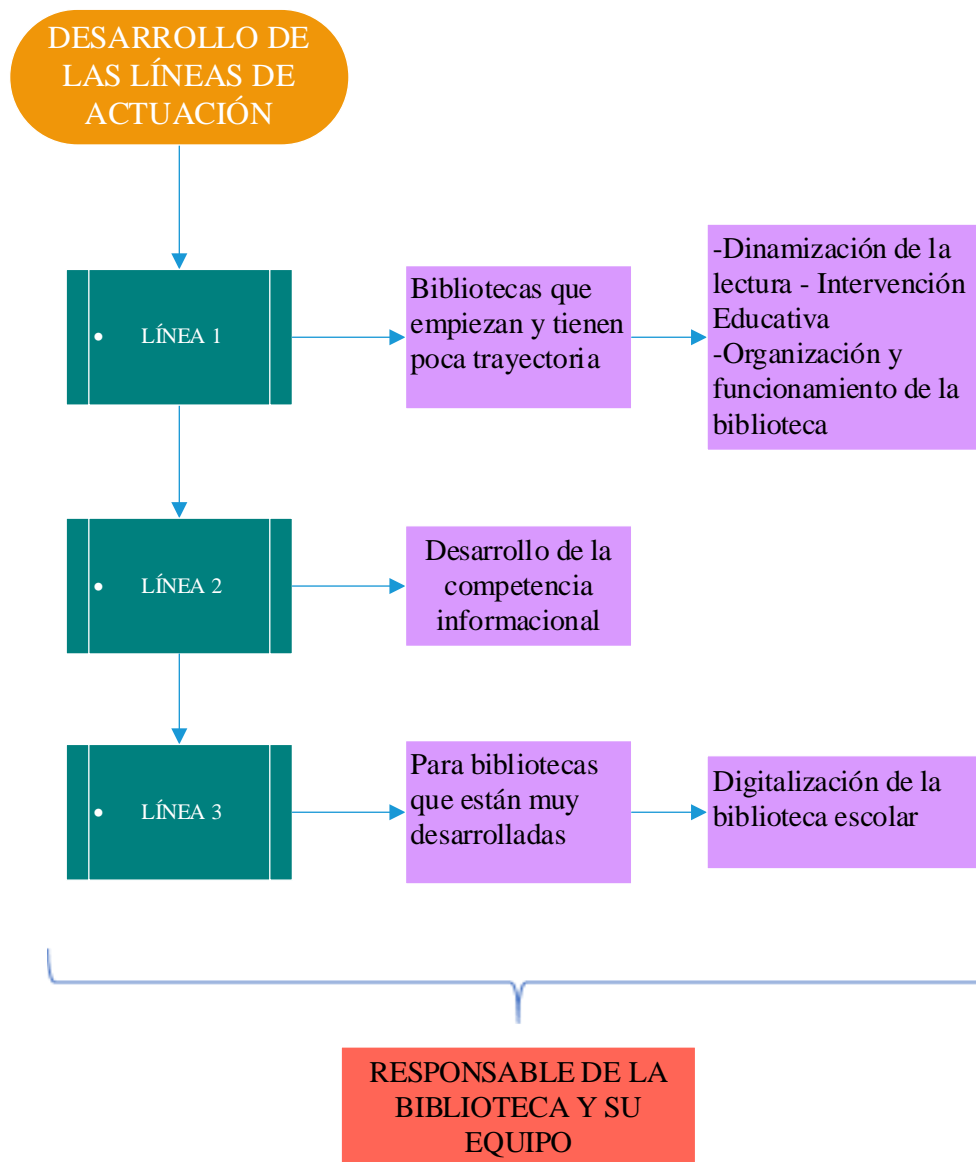 DESARROLLO DE
LAS LÍNEAS DE
ACTUACIÓN
• LÍNEA 1
Bibliotecas que
empiezan y tienen
poca trayectoria
-Dinamización de la
lectura - Intervención
Educativa
-Organización y
funcionamiento de la
biblioteca
• LÍNEA 2
Desarrollo de la
competencia
informacional
• LÍNEA 3
Para bibliotecas
que están muy
desarrolladas
Digitalización de la
biblioteca escolar
RESPONSABLE DE LA
BIBLIOTECA Y SU
EQUIPO